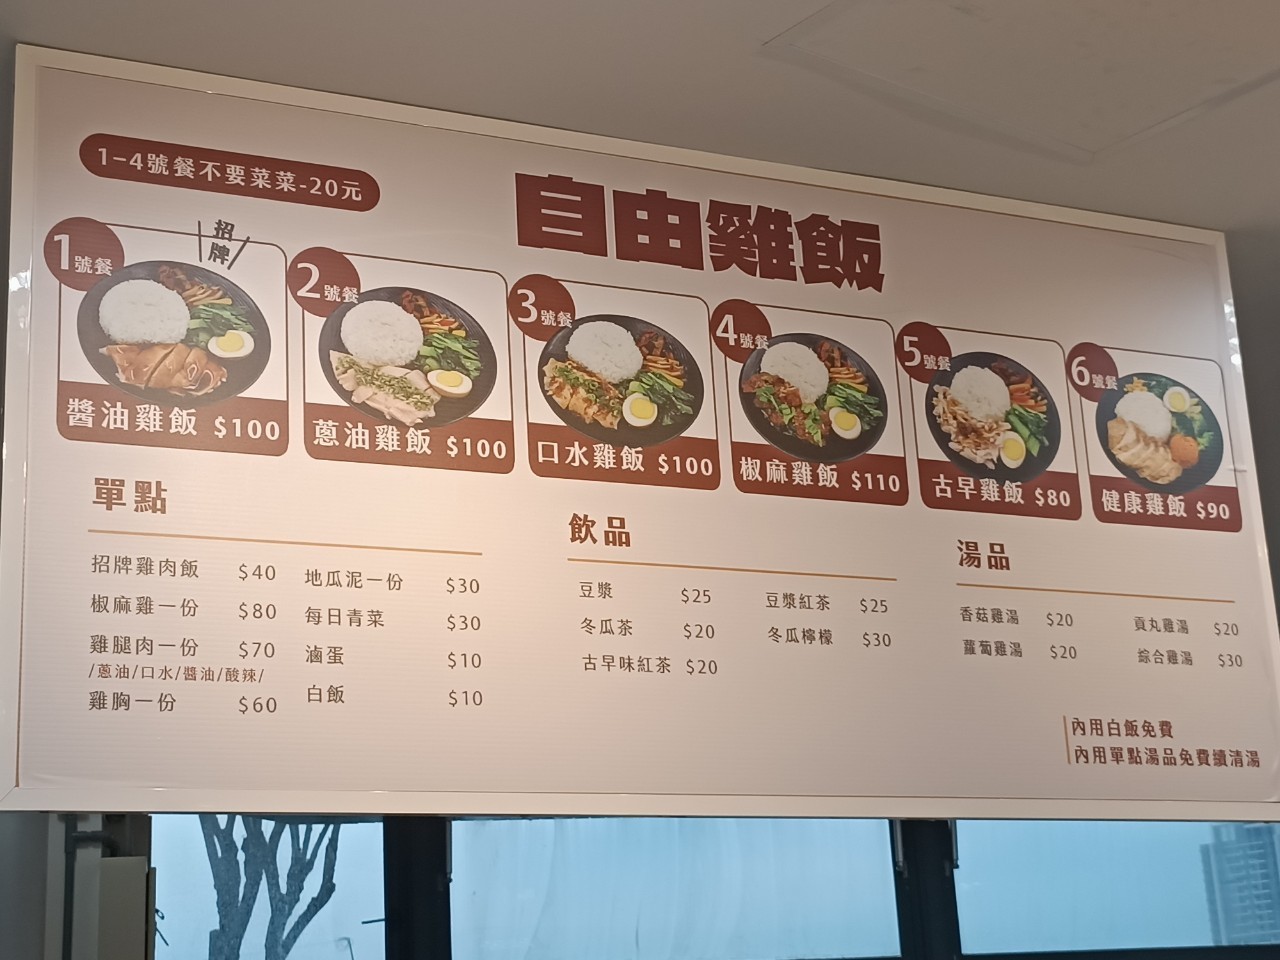 1-4號餐不要菜菜-20元
自由雞飯
1號餐
招牌
醬油雞飯 $100
2號餐
蔥油雞飯 $100
3號餐
口水雞飯 $100
4號餐
椒麻雞飯 $110
5號餐
古早雞飯 $80
6號餐
健康雞飯 $90
單點
招牌雞肉飯 $40
椒麻雞一份 $80
雞腿肉一份 $70
/蔥油/口水/醬油/酸辣/
雞胸一份 $60
地瓜泥一份 $30
每日青菜 $30
滷蛋 $10
白飯 $10
飲品
豆漿 $25
冬瓜茶 $20
古早味紅茶 $20
豆漿紅茶 $25
冬瓜檸檬 $30
湯品
香菇雞湯 $20
蘿蔔雞湯 $20
貢丸雞湯 $20
綜合雞湯 $30
內用白飯免費
內用單點湯品免費續清湯